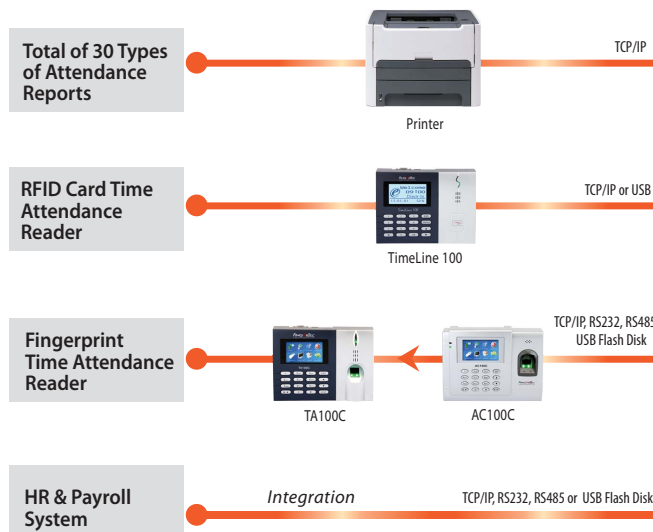 Total of 30 Types
of Attendance
Reports
TCP/IP
Printer
RFID Card Time
Attendance
Reader
Welcome
TCP/IP or USB
TimeLine 100
Fingerprint
Time Attendance
Reader
TCP/IP, RS232, RS485
USB Flash Disk
TA100C
AC100C
HR & Payroll
System
Integration
TCP/IP, RS232, RS485 or USB Flash Disk